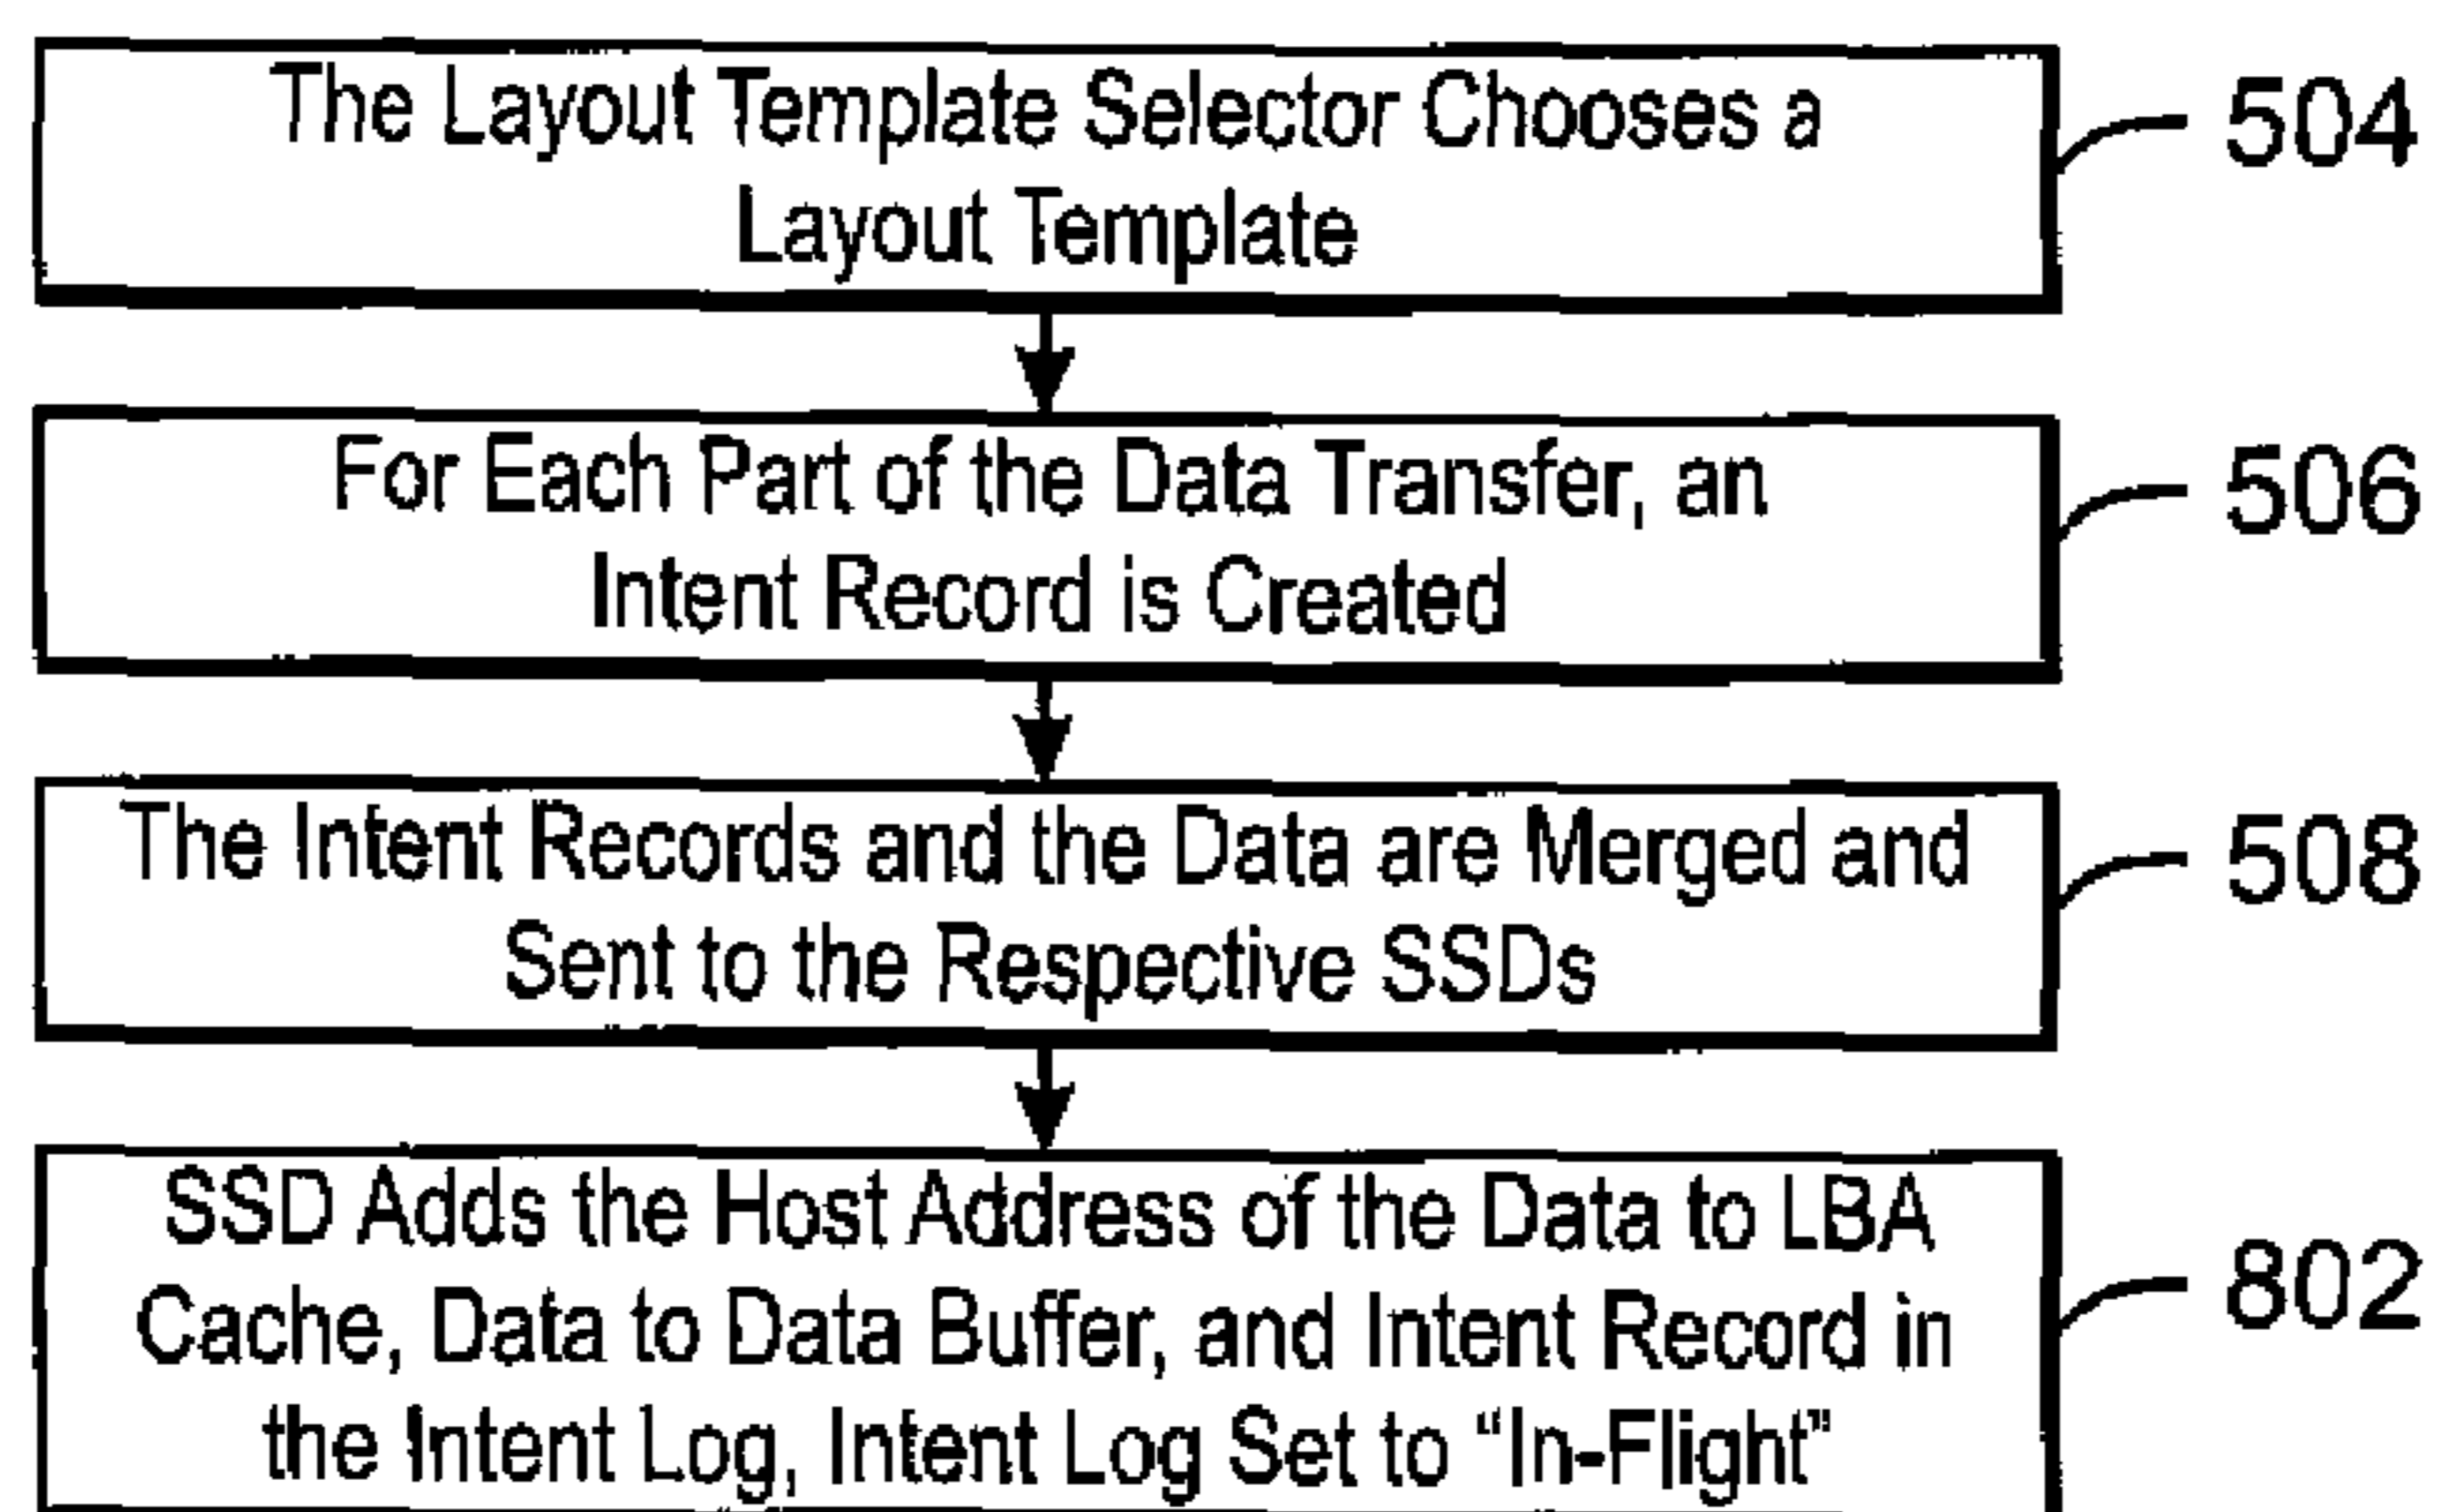 The Layout Template Selector Chooses a
Layout Template
504
For Each Part of the Data Transfer, an
Intent Record is Created
506
The Intent Records and the Data are Merged and
Sent to the Respective SSDs
508
SSD Adds the Host Address of the Data to LBA
Cache, Data to Data Buffer, and Intent Record in
the Intent Log, Intent Log Set to “In-Flight”
802